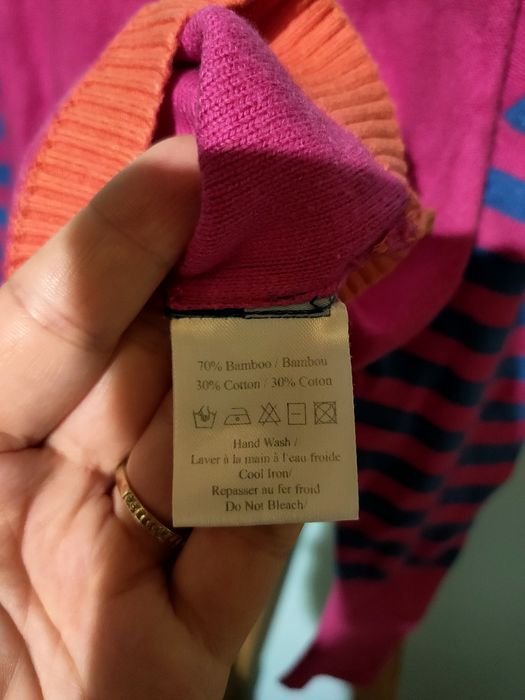 70% Bamboo / Bambou
30% Cotton / 30% Coton
Hand Wash /
Laver à la main à l'eau froide
Cool Iron/
Repasser au fer froid
Do Not Bleach/